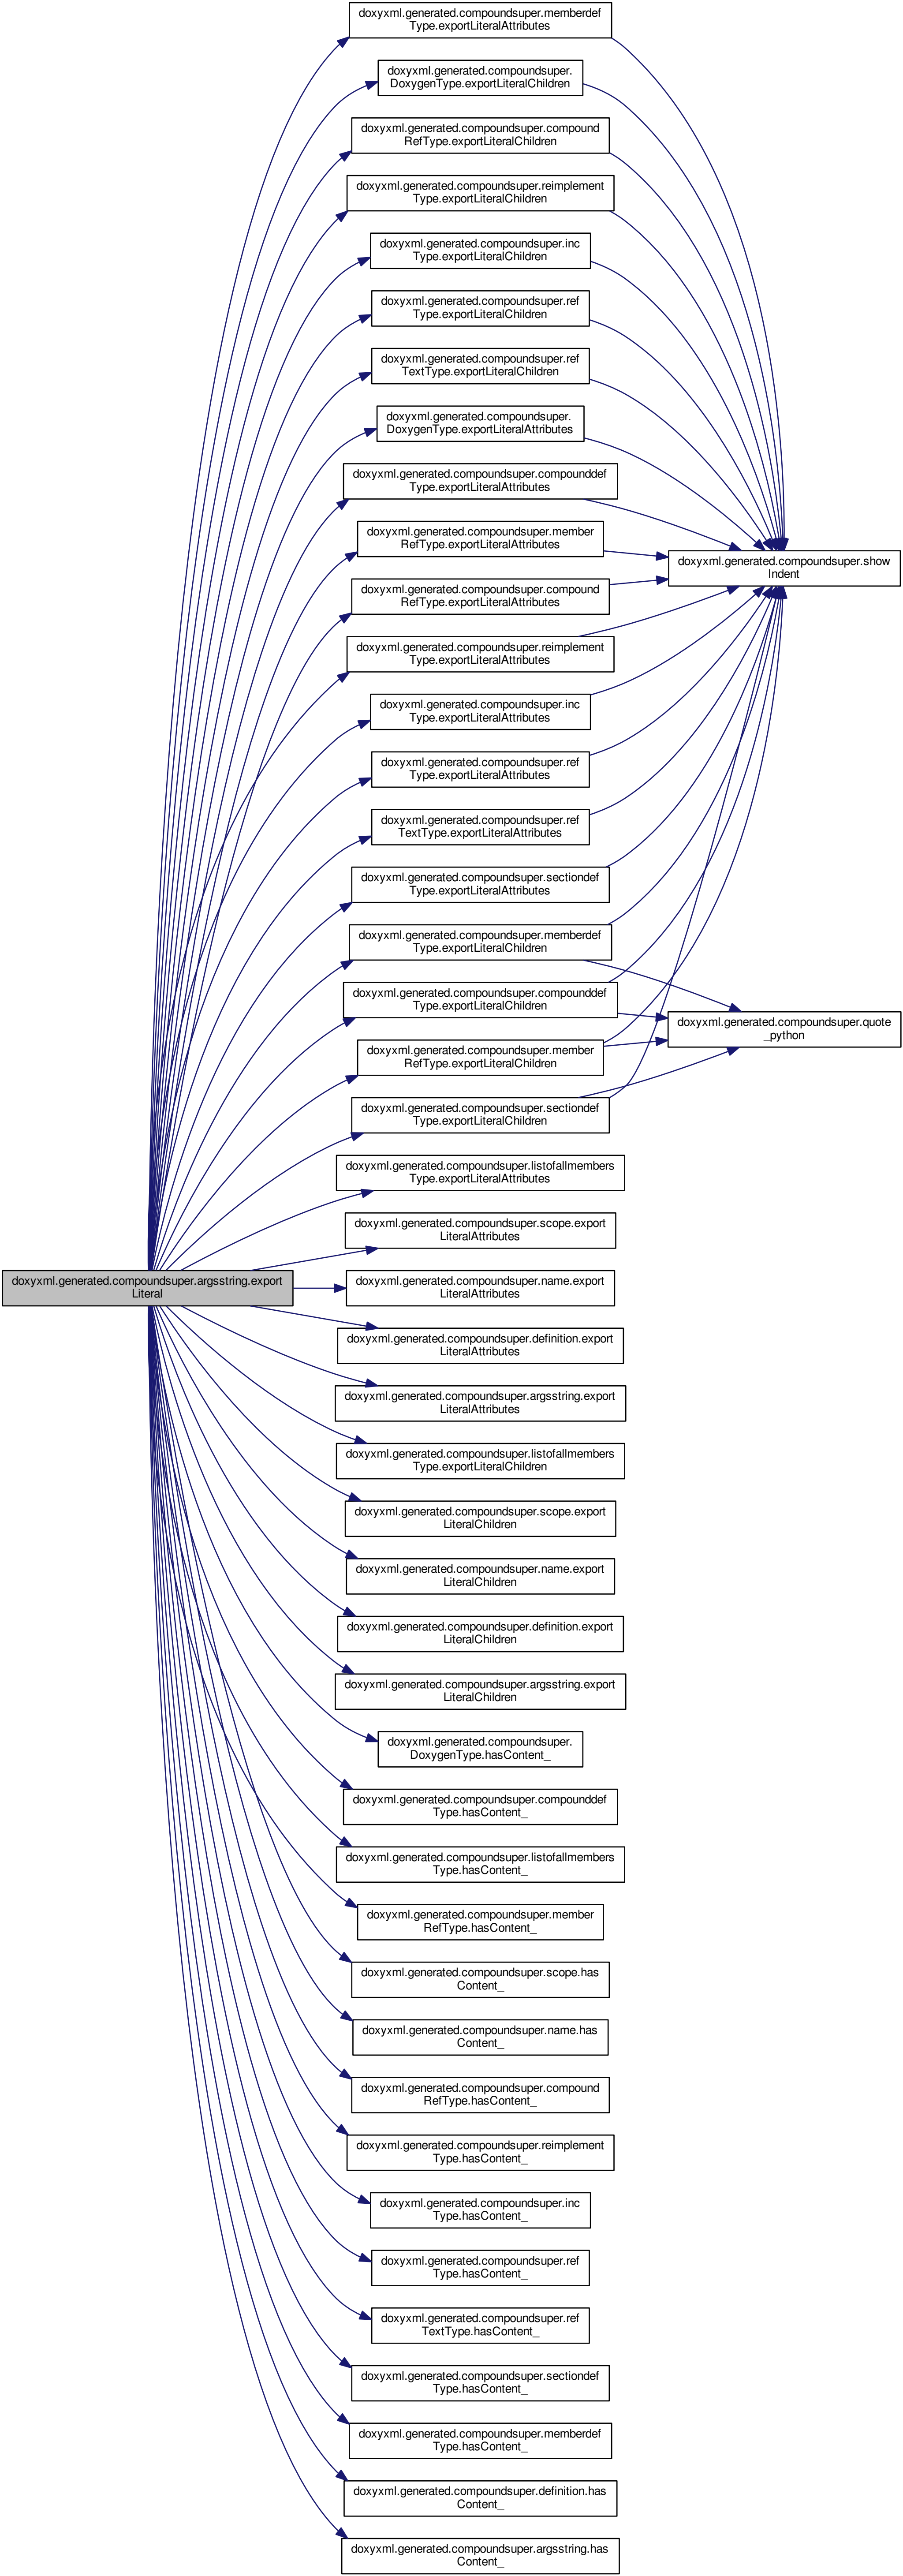 doxyxml.generated.compoundsuper.memberdef
Type.exportLiteralAttributes
doxyxml.generated.compoundsuper.
DoxygenType.exportLiteralChildren
doxyxml.generated.compoundsuper.compound
RefType.exportLiteralChildren
doxyxml.generated.compoundsuper.reimplement
Type.exportLiteralChildren
doxyxml.generated.compoundsuper.inc
Type.exportLiteralChildren
doxyxml.generated.compoundsuper.ref
Type.exportLiteralChildren
doxyxml.generated.compoundsuper.ref
TextType.exportLiteralChildren
doxyxml.generated.compoundsuper.
DoxygenType.exportLiteralAttributes
doxyxml.generated.compoundsuper.compounddef
Type.exportLiteralAttributes
doxyxml.generated.compoundsuper.member
RefType.exportLiteralAttributes
doxyxml.generated.compoundsuper.show
Indent
doxyxml.generated.compoundsuper.compound
RefType.exportLiteralAttributes
doxyxml.generated.compoundsuper.reimplement
Type.exportLiteralAttributes
doxyxml.generated.compoundsuper.inc
Type.exportLiteralAttributes
doxyxml.generated.compoundsuper.ref
Type.exportLiteralAttributes
doxyxml.generated.compoundsuper.ref
TextType.exportLiteralAttributes
doxyxml.generated.compoundsuper.sectiondef
Type.exportLiteralAttributes
doxyxml.generated.compoundsuper.memberdef
Type.exportLiteralChildren
doxyxml.generated.compoundsuper.compounddef
Type.exportLiteralChildren
doxyxml.generated.compoundsuper.quote
_python
doxyxml.generated.compoundsuper.member
RefType.exportLiteralChildren
doxyxml.generated.compoundsuper.sectiondef
Type.exportLiteralChildren
doxyxml.generated.compoundsuper.listofallmembers
Type.exportLiteralAttributes
doxyxml.generated.compoundsuper.scope.export
LiteralAttributes
doxyxml.generated.compoundsuper.argsstring.export
Literal
doxyxml.generated.compoundsuper.name.export
LiteralAttributes
doxyxml.generated.compoundsuper.definition.export
LiteralAttributes
doxyxml.generated.compoundsuper.argsstring.export
LiteralAttributes
doxyxml.generated.compoundsuper.listofallmembers
Type.exportLiteralChildren
doxyxml.generated.compoundsuper.scope.export
LiteralChildren
doxyxml.generated.compoundsuper.name.export
LiteralChildren
doxyxml.generated.compoundsuper.definition.export
LiteralChildren
doxyxml.generated.compoundsuper.argsstring.export
LiteralChildren
doxyxml.generated.compoundsuper.
DoxygenType.hasContent_
doxyxml.generated.compoundsuper.compounddef
Type.hasContent_
doxyxml.generated.compoundsuper.listofallmembers
Type.hasContent_
doxyxml.generated.compoundsuper.member
RefType.hasContent_
doxyxml.generated.compoundsuper.scope.has
Content_
doxyxml.generated.compoundsuper.name.has
Content_
doxyxml.generated.compoundsuper.compound
RefType.hasContent_
doxyxml.generated.compoundsuper.reimplement
Type.hasContent_
doxyxml.generated.compoundsuper.inc
Type.hasContent_
doxyxml.generated.compoundsuper.ref
Type.hasContent_
doxyxml.generated.compoundsuper.ref
TextType.hasContent_
doxyxml.generated.compoundsuper.sectiondef
Type.hasContent_
doxyxml.generated.compoundsuper.memberdef
Type.hasContent_
doxyxml.generated.compoundsuper.definition.has
Content_
doxyxml.generated.compoundsuper.argsstring.has
Content_